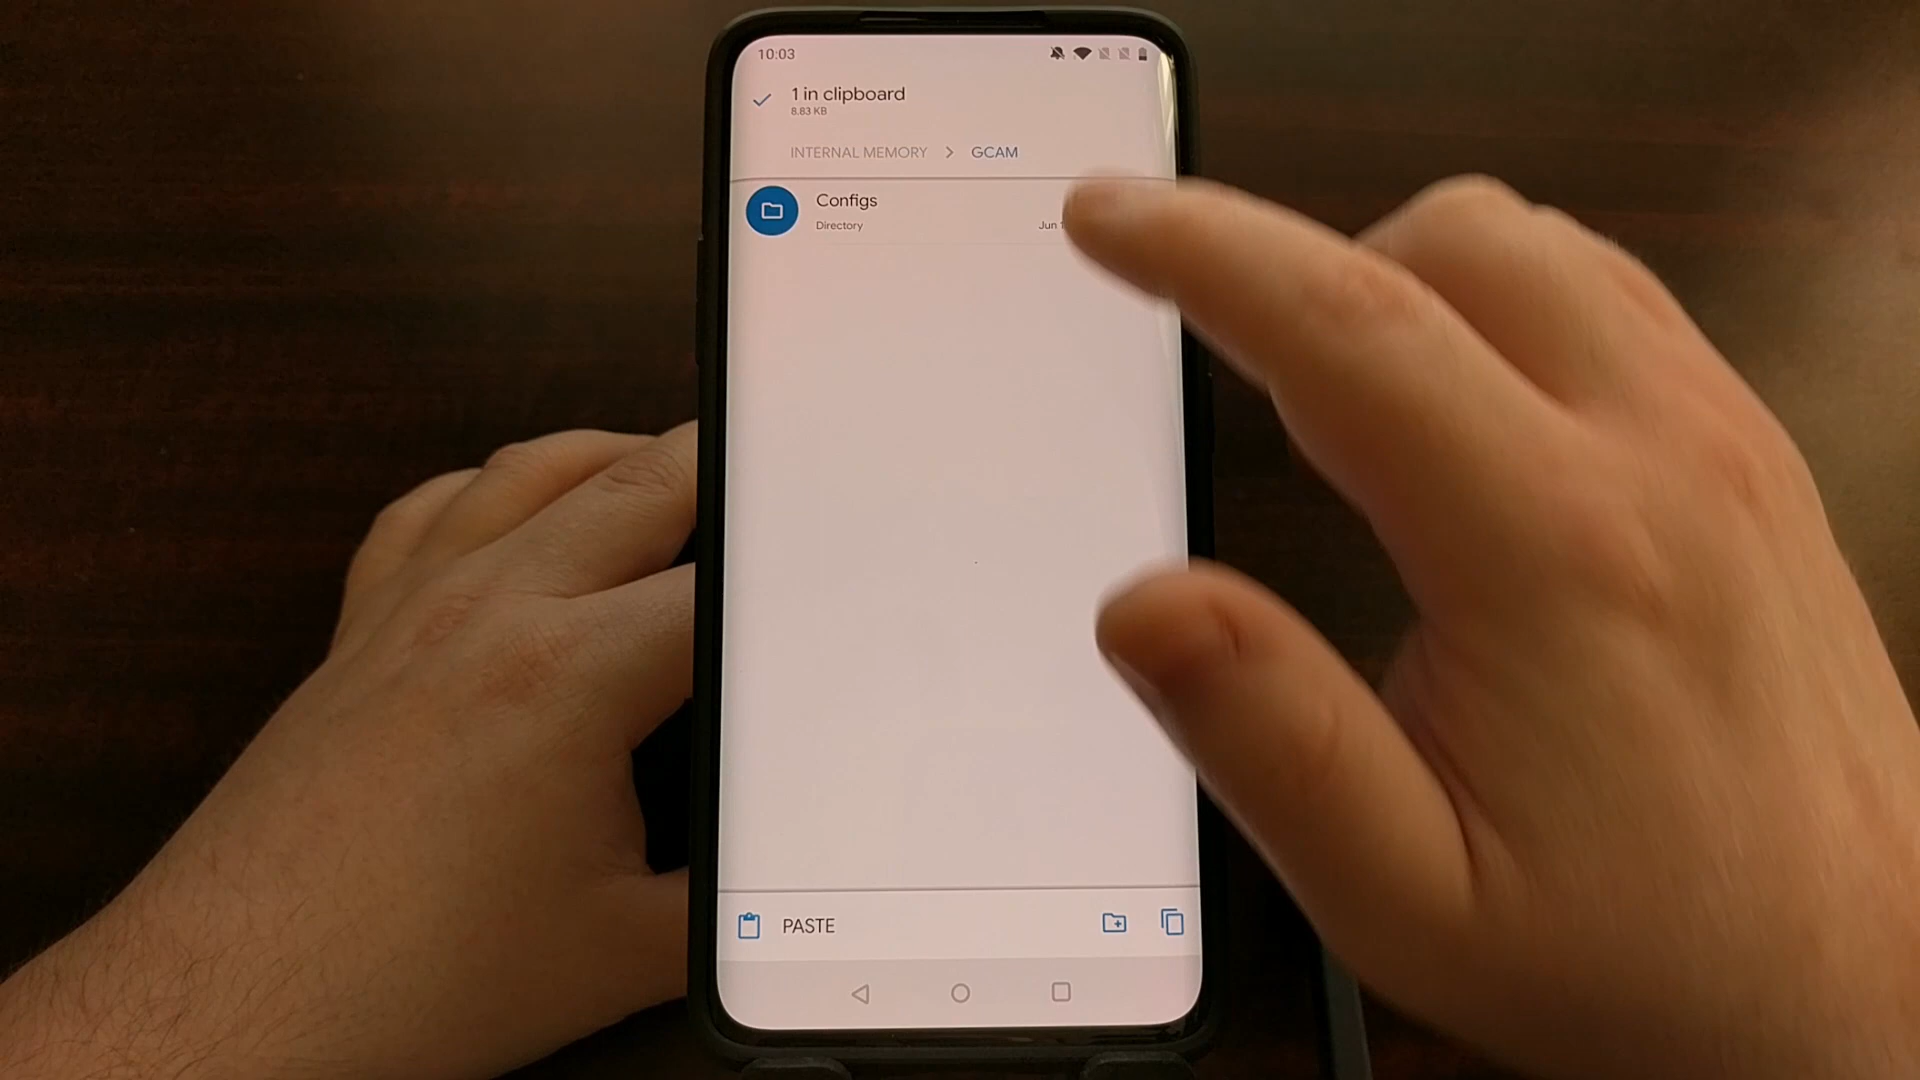 10:03
1 in clipboard
8.83 KB
INTERNAL MEMORY > GCAM
Configs
Directory
Jun
PASTE